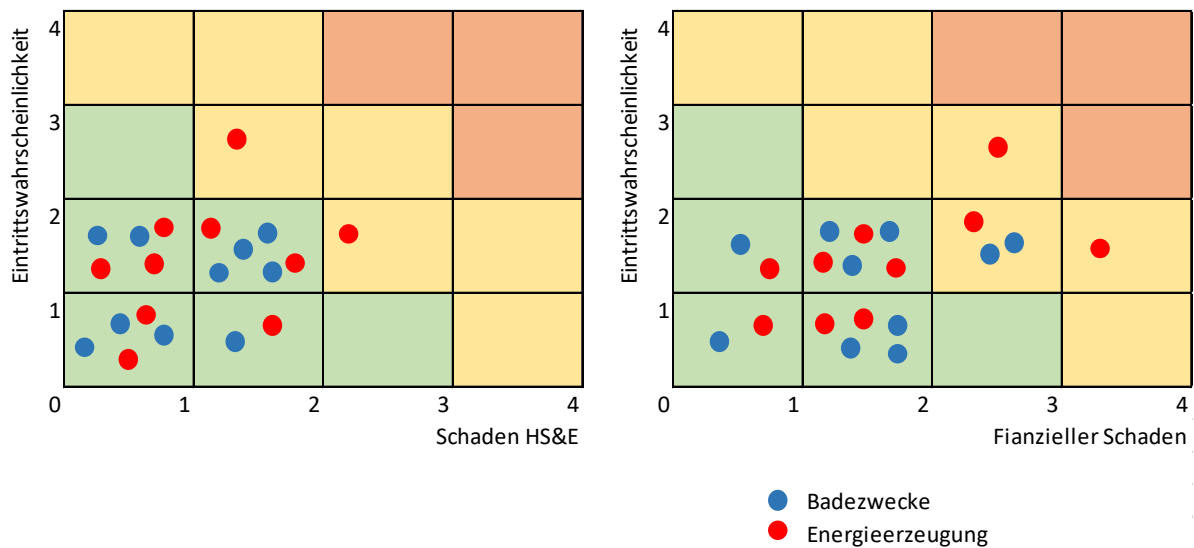 Eintrittswahrscheinlichkeit
4
3
2
1
0 1 2 3 4
Schaden HS&E
Eintrittswahrscheinlichkeit
4
3
2
1
0 1 2 3 4
Fianzieller Schaden
Badezwecke
Energieerzeugung